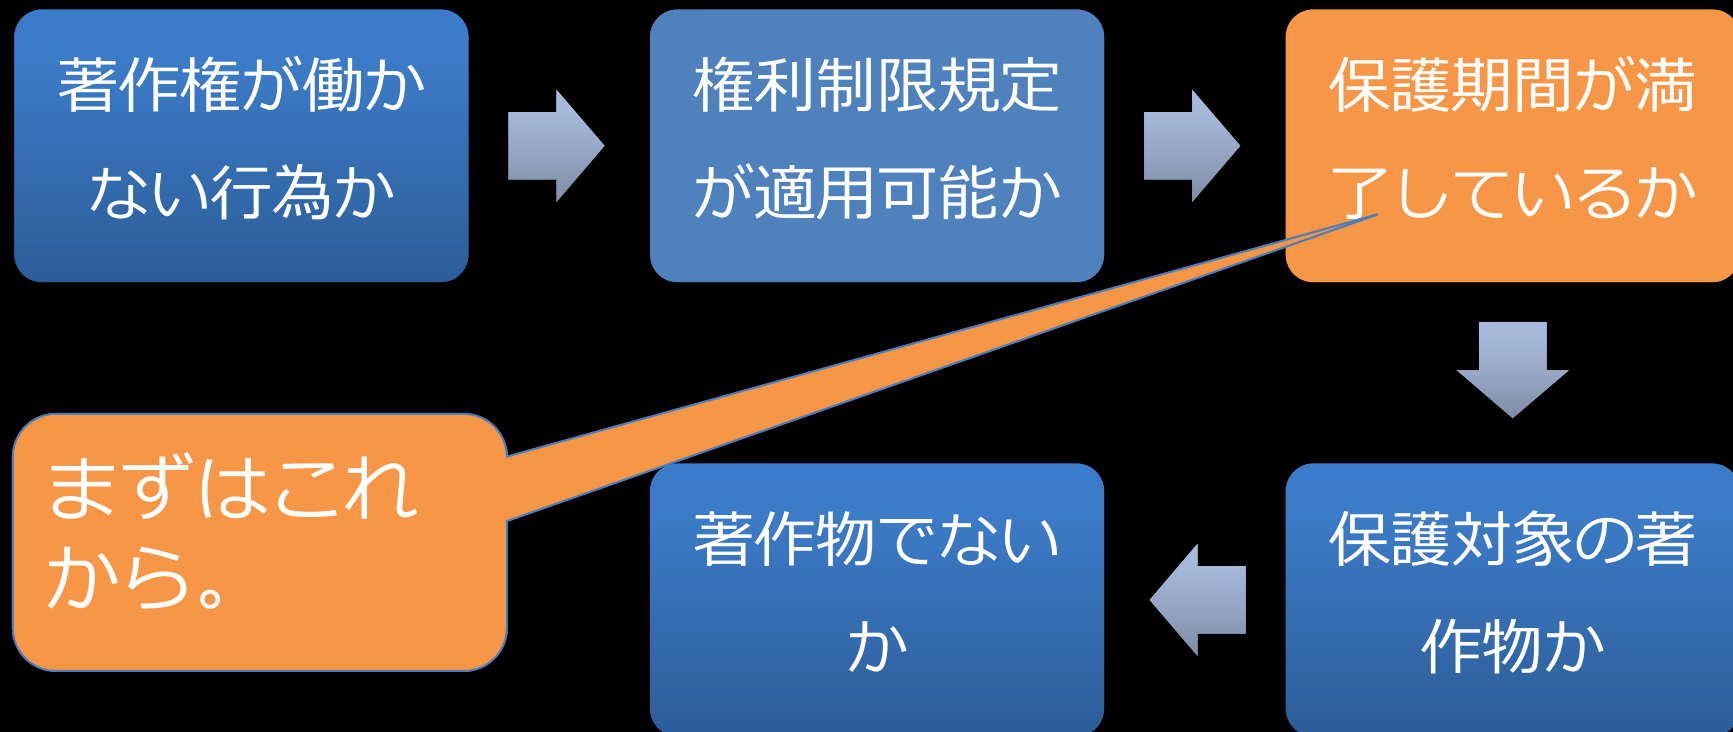 著作権が働か
ない行為か
権利制限規定
が適用可能か
保護期間が満
了しているか
保護対象の著
作物か
著作物でない
か
まずはこれ
から。